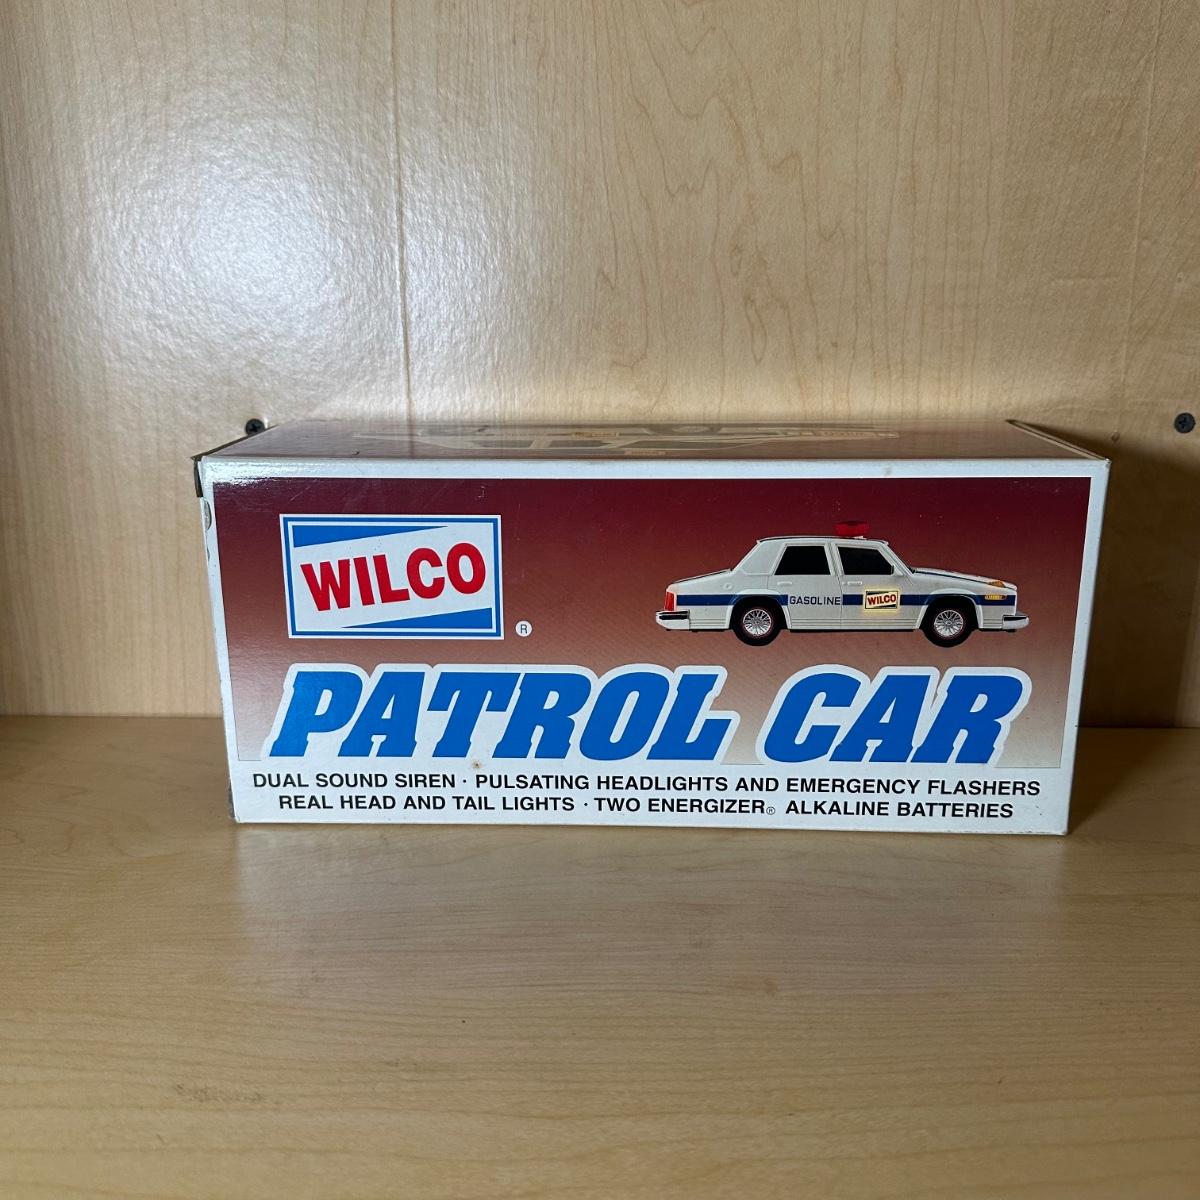 WILCO
®
GASOLINE WILCO
PATROL CAR
DUAL SOUND SIREN · PULSATING HEADLIGHTS AND EMERGENCY FLASHERS
REAL HEAD AND TAIL LIGHTS · TWO ENERGIZER® ALKALINE BATTERIES